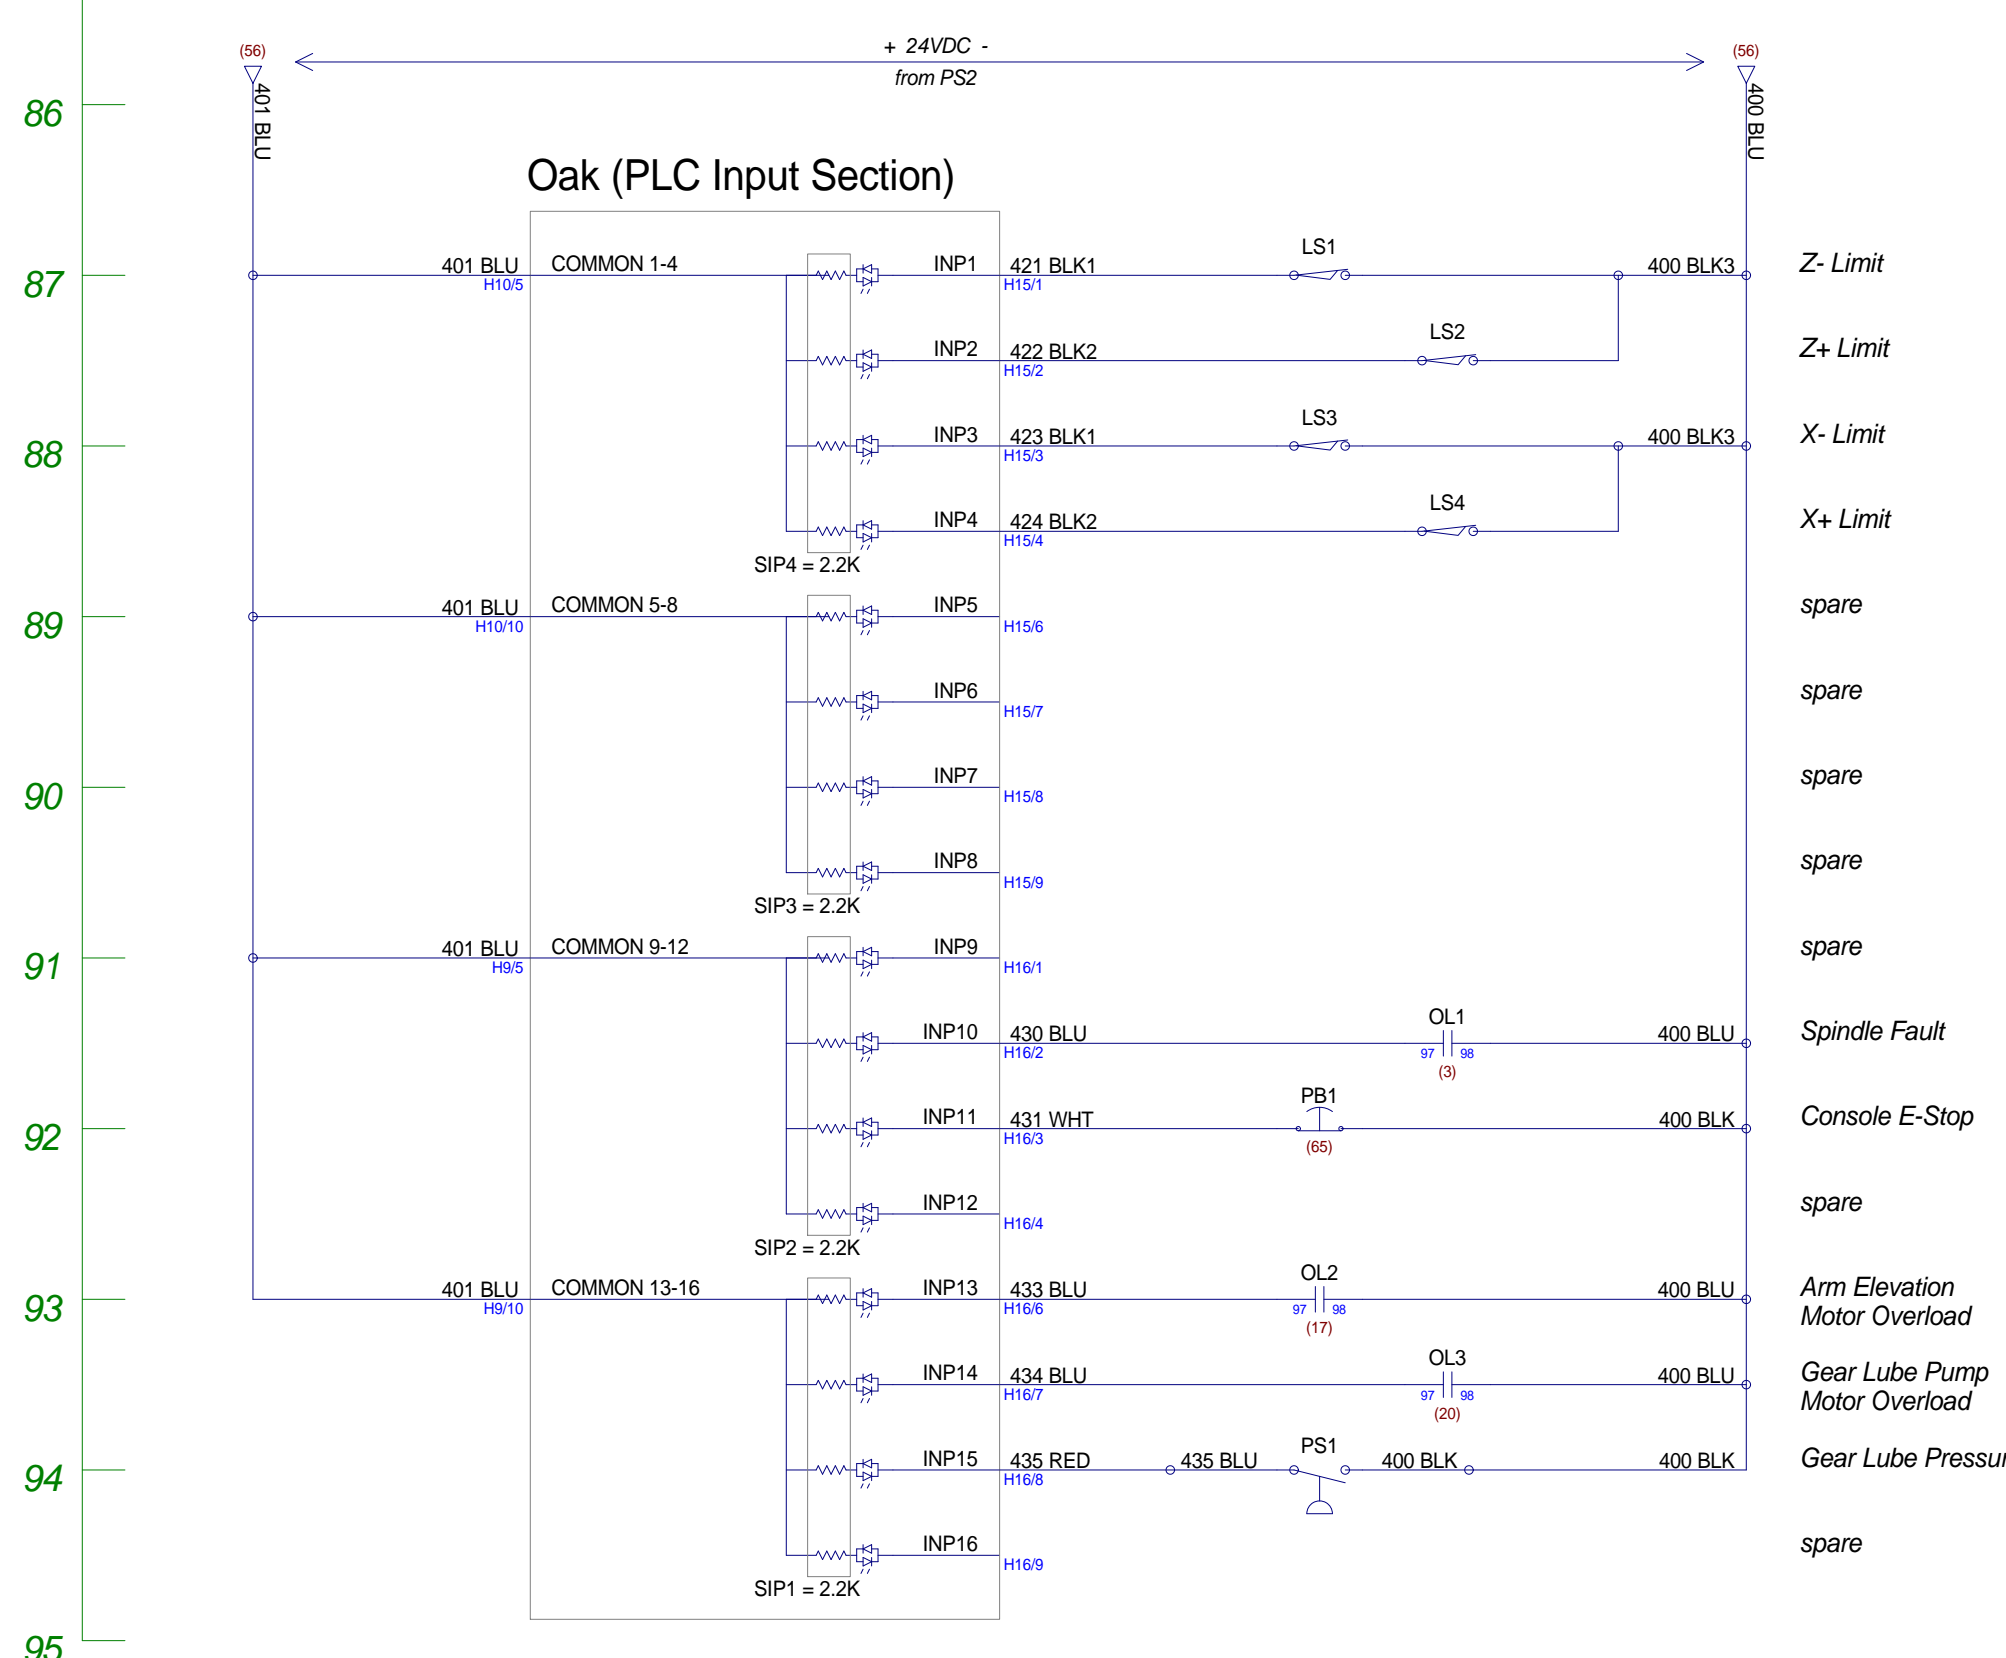 + 24VDC -
from PS2
(56)
(56)
401 BLU
400 BLU
86
Oak (PLC Input Section)
87
401 BLU
H10/5
COMMON 1-4
INP1
421 BLK1
H15/1
LS1
400 BLK3
Z- Limit
INP2
422 BLK2
H15/2
LS2
Z+ Limit
88
INP3
423 BLK1
H15/3
LS3
400 BLK3
X- Limit
INP4
424 BLK2
H15/4
LS4
X+ Limit
SIP4 = 2.2K
89
401 BLU
H10/10
COMMON 5-8
INP5
H15/6
spare
INP6
H15/7
spare
90
INP7
H15/8
spare
INP8
H15/9
spare
SIP3 = 2.2K
91
401 BLU
H9/5
COMMON 9-12
INP9
H16/1
spare
INP10
430 BLU
H16/2
OL1
97 98
(3)
400 BLU
Spindle Fault
92
INP11
431 WHT
H16/3
PB1
(65)
400 BLK
Console E-Stop
INP12
H16/4
spare
SIP2 = 2.2K
93
401 BLU
H9/10
COMMON 13-16
INP13
433 BLU
H16/6
OL2
97 98
(17)
400 BLU
Arm Elevation
Motor Overload
INP14
434 BLU
H16/7
OL3
97 98
(20)
400 BLU
Gear Lube Pump
Motor Overload
94
INP15
435 RED
H16/8
435 BLU
PS1
400 BLK
400 BLK
Gear Lube Pressur
INP16
H16/9
spare
SIP1 = 2.2K
95